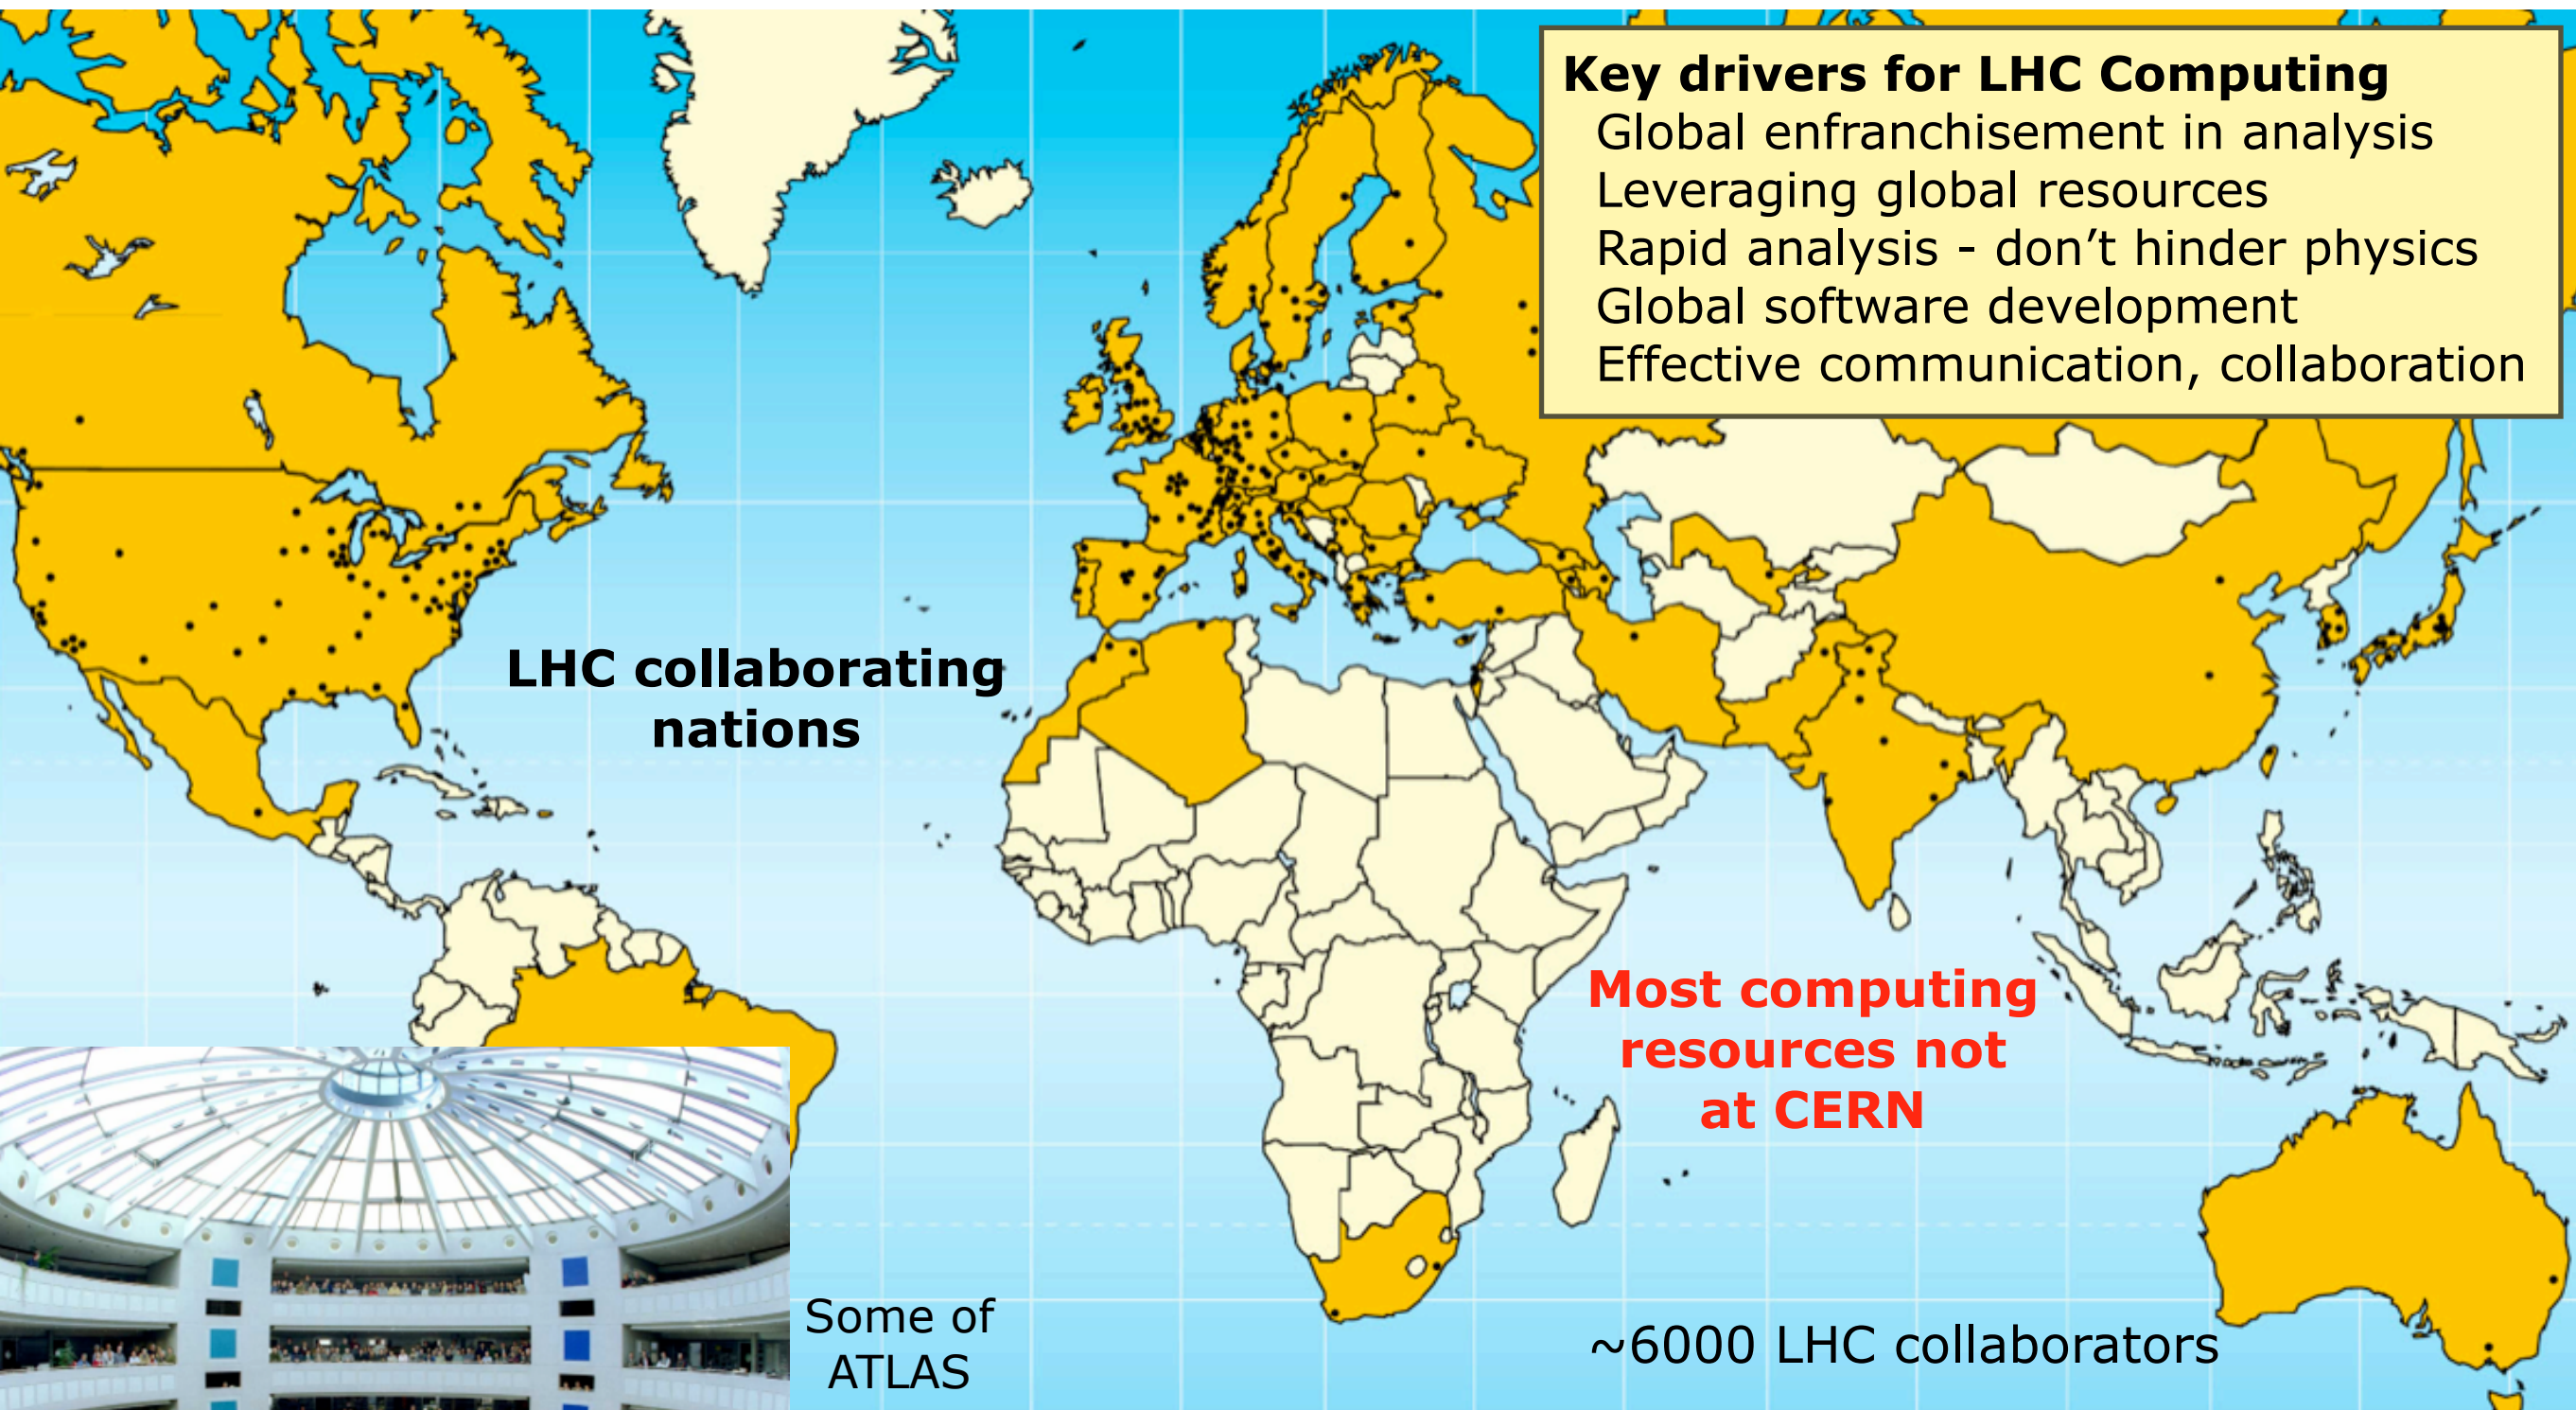 Key drivers for LHC Computing
Global enfranchisement in analysis
Leveraging global resources
Rapid analysis - don't hinder physics
Global software development
Effective communication, collaboration
LHC collaborating
nations
Most computing
resources not
at CERN
Some of
ATLAS
~6000 LHC collaborators